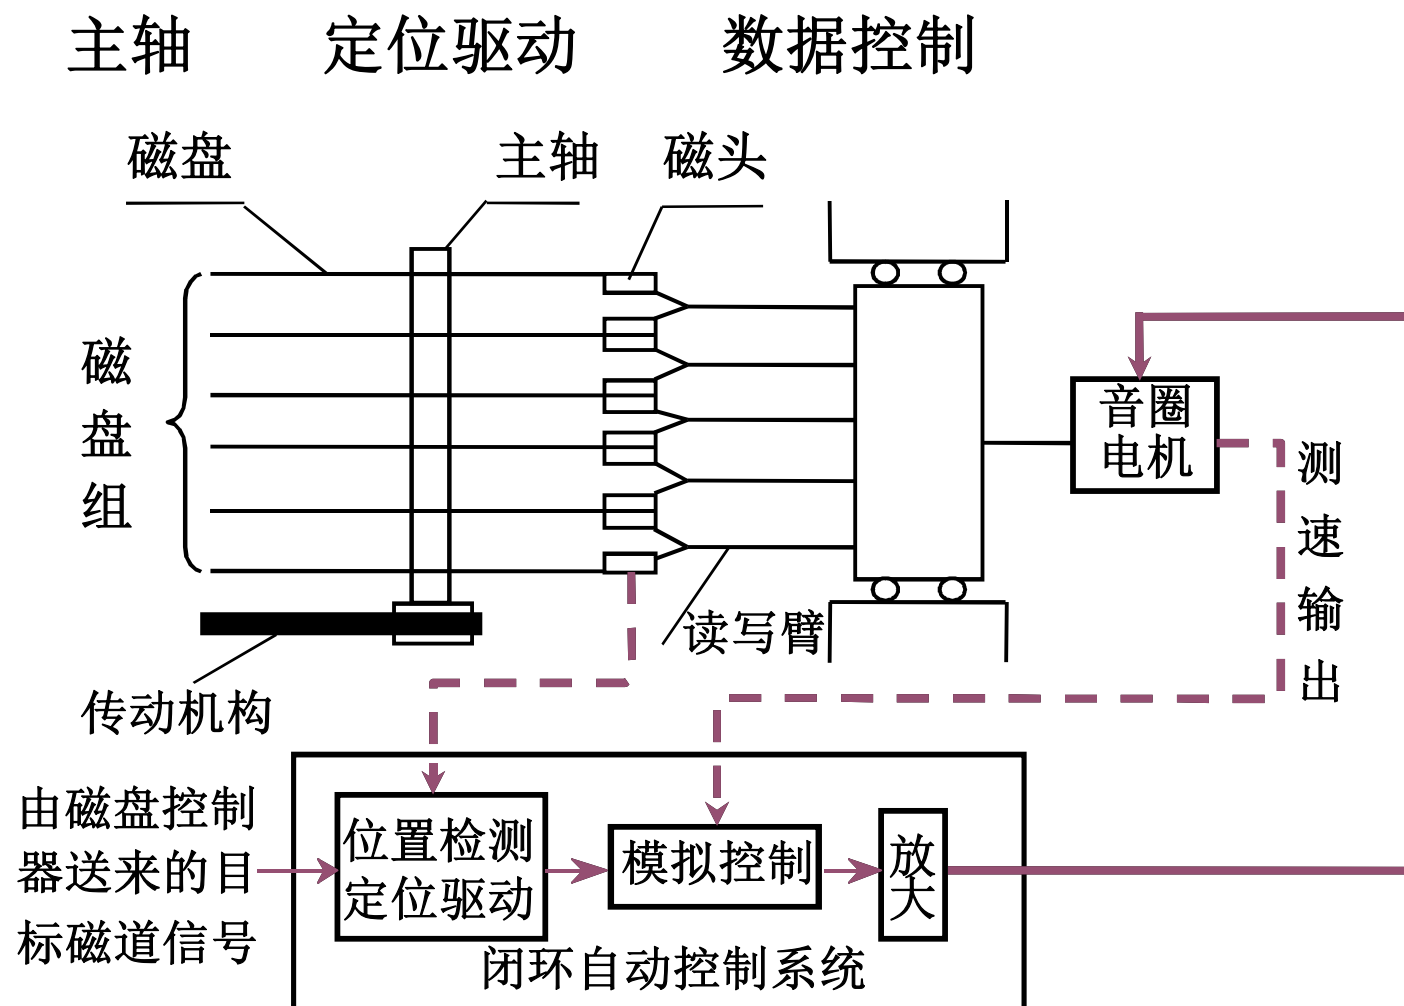 主轴 定位驱动 数据控制
磁盘 主轴 磁头
磁
盘
组
音圈
电机
测
速
输
出
读写臂
传动机构
由磁盘控制
器送来的目
标磁道信号
位置检测
定位驱动
模拟控制
放
大
闭环自动控制系统